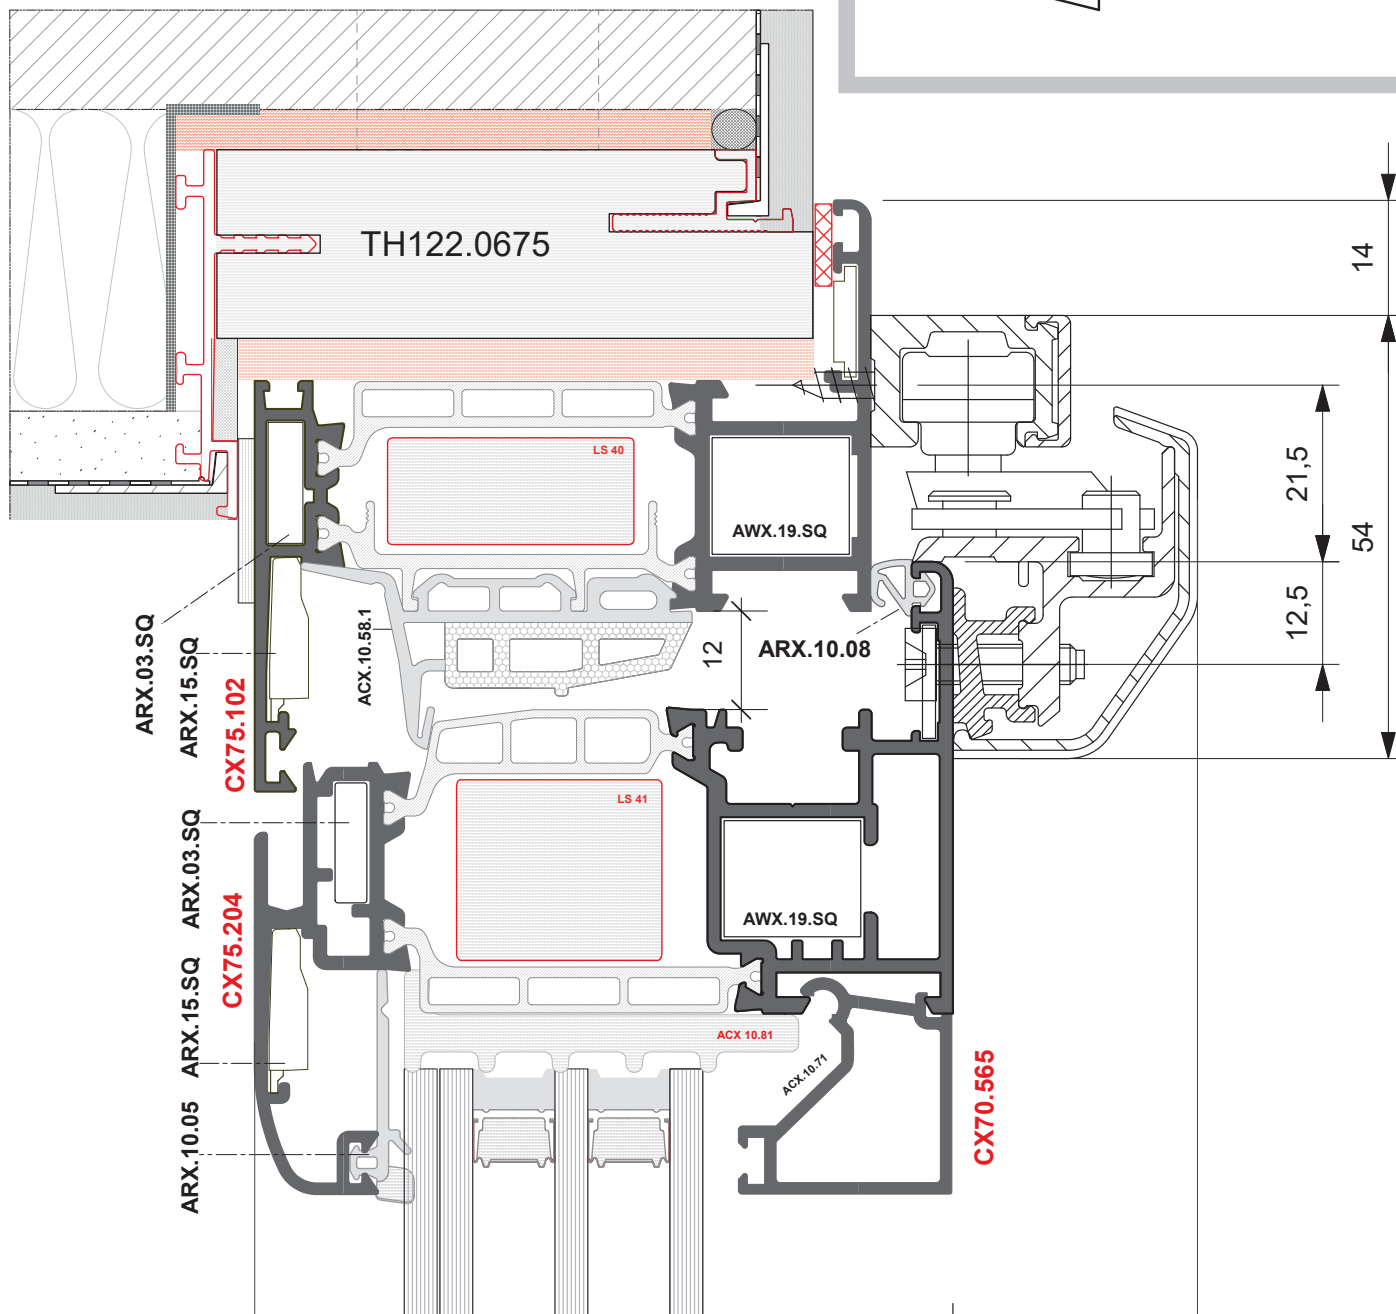 TH122.0675
14
LS 40
21,5
AWX.19.SQ
54
12,5
ARX.03.SQ
ARX.15.SQ
CX75.102
ACX.10.58.1
12
ARX.10.08
LS 41
ARX.03.SQ
CX75.204
AWX.19.SQ
ARX.15.SQ
ACX 10.81
ACX.10.71
CX70.565
ARX.10.05